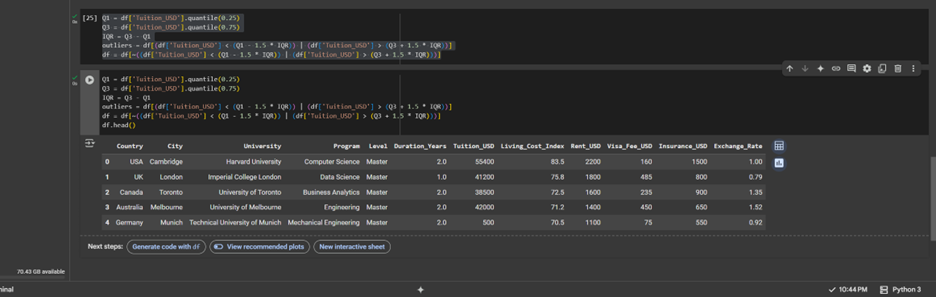 [25] Q1 = df['Tuition_USD'].quantile(0.25)
Q3 = df['Tuition_USD'].quantile(0.75)
IQR = Q3 - Q1
outliers = df[(df['Tuition_USD'] < (Q1 - 1.5 * IQR)) | (df['Tuition_USD'] > (Q3 + 1.5 * IQR))]
df = df[~((df['Tuition_USD'] < (Q1 - 1.5 * IQR)) | (df['Tuition_USD'] > (Q3 + 1.5 * IQR)))]
Q1 = df['Tuition_USD'].quantile(0.25)
Q3 = df['Tuition_USD'].quantile(0.75)
IQR = Q3 - Q1
outliers = df[(df['Tuition_USD'] < (Q1 - 1.5 * IQR)) | (df['Tuition_USD'] > (Q3 + 1.5 * IQR))]
df = df[~((df['Tuition_USD'] < (Q1 - 1.5 * IQR)) | (df['Tuition_USD'] > (Q3 + 1.5 * IQR)))]
df.head()
Country City University Program Level Duration_Years Tuition_USD Living_Cost_Index Rent_USD Visa_Fee_USD Insurance_USD Exchange_Rate
0 USA Cambridge Harvard University Computer Science Master 2.0 55400 83.5 2200 160 1500 1.00
1 UK London Imperial College London Data Science Master 1.0 41200 75.8 1800 485 800 0.79
2 Canada Toronto University of Toronto Business Analytics Master 2.0 38500 72.5 1600 235 900 1.35
3 Australia Melbourne University of Melbourne Engineering Master 2.0 42000 71.2 1400 450 650 1.52
4 Germany Munich Technical University of Munich Mechanical Engineering Master 2.0 500 70.5 1100 75 550 0.92
Next steps: Generate code with df View recommended plots New interactive sheet
70.43 GB available
minal 10:44 PM Python 3